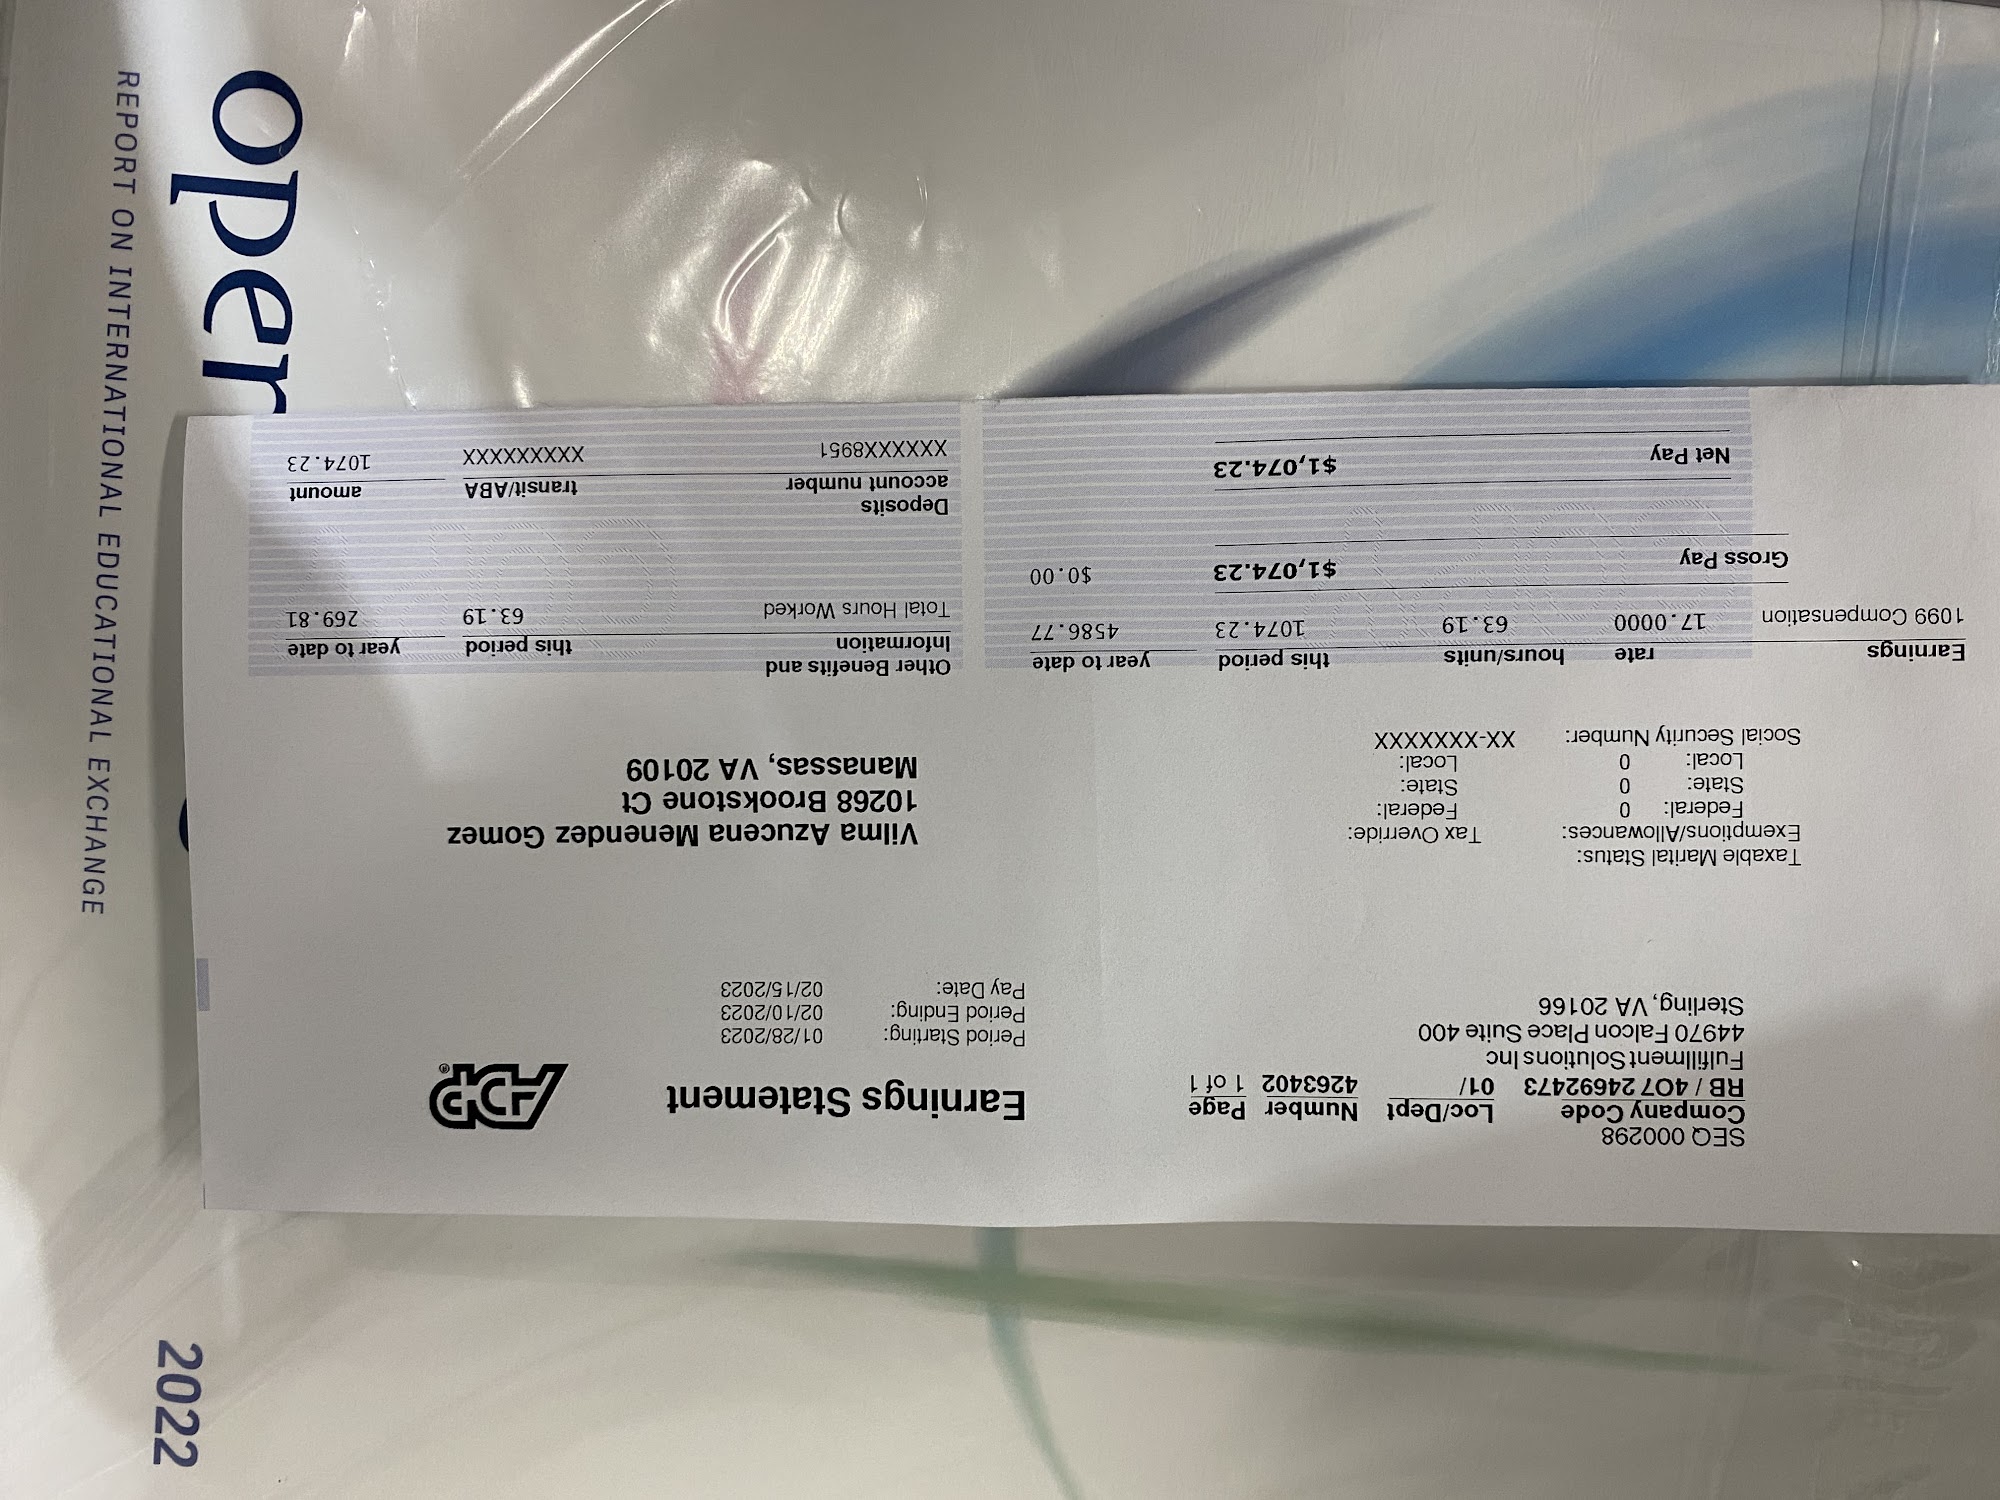 SEQ 000298
Company Code Loc/Dept Number Page
RB / 4O7 24692473 01/ 4263402 1 of 1
Fulfillment Solutions Inc
44970 Falcon Place Suite 400
Sterling, VA 20166
Earnings Statement
ADP®
Period Starting: 01/28/2023
Period Ending: 02/10/2023
Pay Date: 02/15/2023
Taxable Marital Status:
Exemptions/Allowances: Tax Override:
Federal: 0 Federal:
State: 0 State:
Local: 0 Local:
Social Security Number: XX-XXXXXXX
Vilma Azucena Menendez Gomez
10268 Brookstone Ct
Manassas, VA 20109
Earnings rate hours/units this period year to date
1099 Compensation 17.0000 63.19 1074.23 4586.77
Gross Pay $1,074.23 $0.00
Net Pay $1,074.23
Other Benefits and
Information this period year to date
Total Hours Worked 63.19 269.81
Deposits
account number transit/ABA amount
XXXXXX8951 XXXXXXXXX 1074.23
oper
REPORT ON INTERNATIONAL EDUCATIONAL EXCHANGE
2022